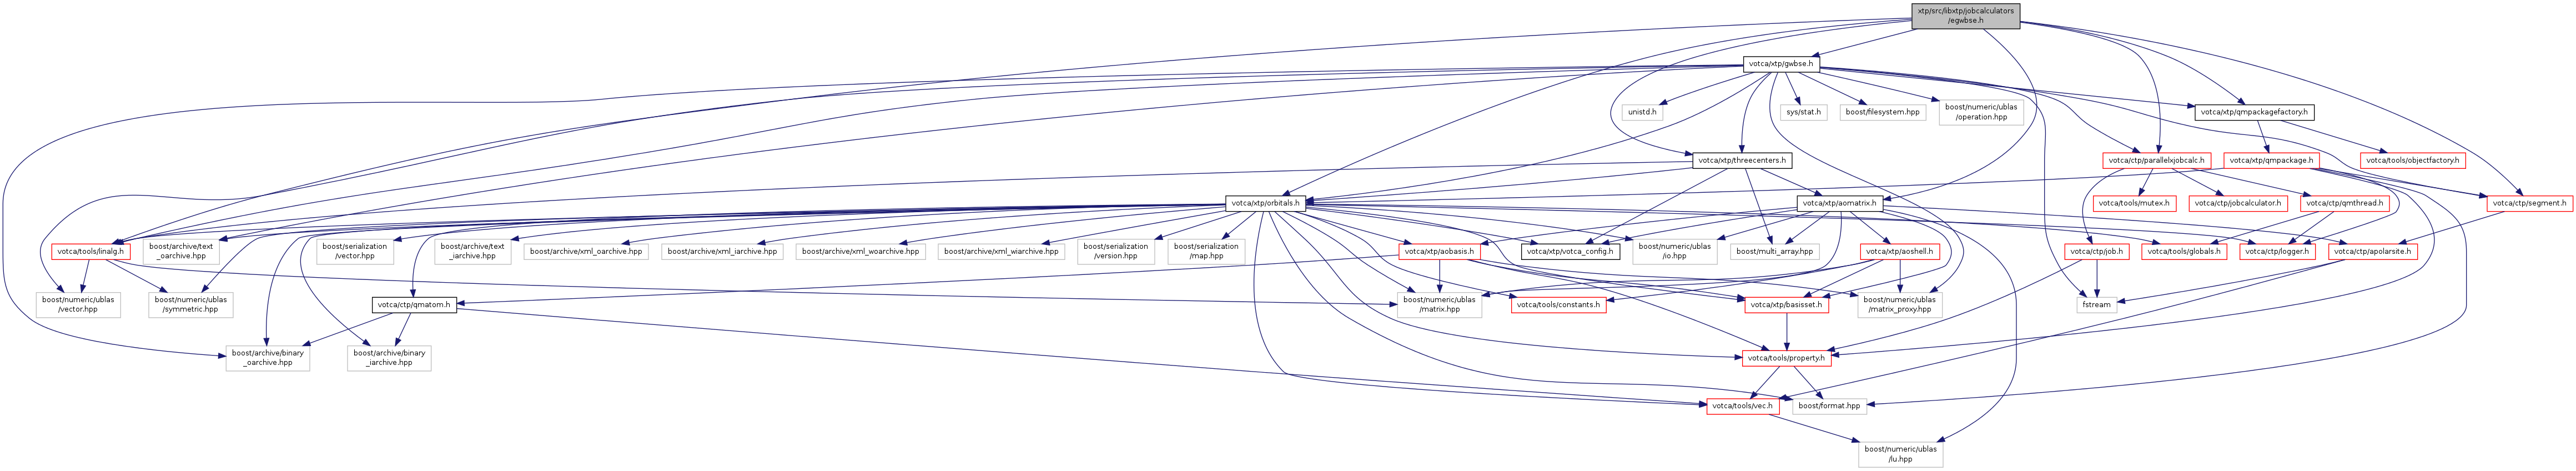 xtp/src/libxtp/jobcalculators
/egwbse.h
votca/xtp/gwbse.h
unistd.h
sys/stat.h
boost/filesystem.hpp
boost/numeric/ublas
/operation.hpp
votca/xtp/qmpackagefactory.h
votca/xtp/threecenters.h
votca/ctp/parallelxjobcalc.h
votca/xtp/qmpackage.h
votca/tools/objectfactory.h
votca/xtp/orbitals.h
votca/xtp/aomatrix.h
votca/tools/mutex.h
votca/ctp/jobcalculator.h
votca/ctp/qmthread.h
votca/ctp/segment.h
votca/tools/linalg.h
boost/archive/text
_oarchive.hpp
boost/serialization
/vector.hpp
boost/archive/text
_iarchive.hpp
boost/archive/xml_oarchive.hpp
boost/archive/xml_iarchive.hpp
boost/archive/xml_woarchive.hpp
boost/archive/xml_wiarchive.hpp
boost/serialization
/version.hpp
boost/serialization
/map.hpp
votca/xtp/aobasis.h
votca/xtp/votca_config.h
boost/numeric/ublas
/io.hpp
boost/multi_array.hpp
votca/xtp/aoshell.h
votca/ctp/job.h
votca/tools/globals.h
votca/ctp/logger.h
votca/ctp/apolarsite.h
boost/numeric/ublas
/vector.hpp
boost/numeric/ublas
/symmetric.hpp
votca/ctp/qmatom.h
boost/numeric/ublas
/matrix.hpp
votca/tools/constants.h
votca/xtp/basisset.h
boost/numeric/ublas
/matrix_proxy.hpp
fstream
boost/archive/binary
_oarchive.hpp
boost/archive/binary
_iarchive.hpp
votca/tools/property.h
votca/tools/vec.h
boost/format.hpp
boost/numeric/ublas
/lu.hpp